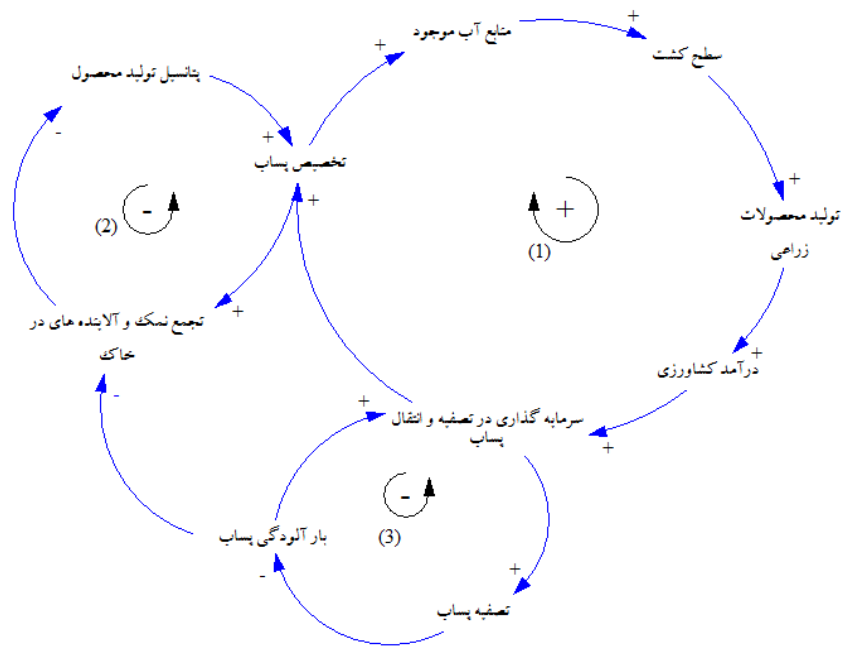 منابع آب موجود
سطح کشت
پتانسیل تولید محصول
تخصیص پساب
تولید محصولات
زراعی
(1)
(2)
+
-
تجمع نمک و آلاینده های در
خاک
درآمد کشاورزی
سرمایه گذاری در تصفیه و انتقال
پساب
-
(3)
بار آلودگی پساب
تصفیه پساب
+
+
+
+
+
+
+
+
+
+
+
-
-
-